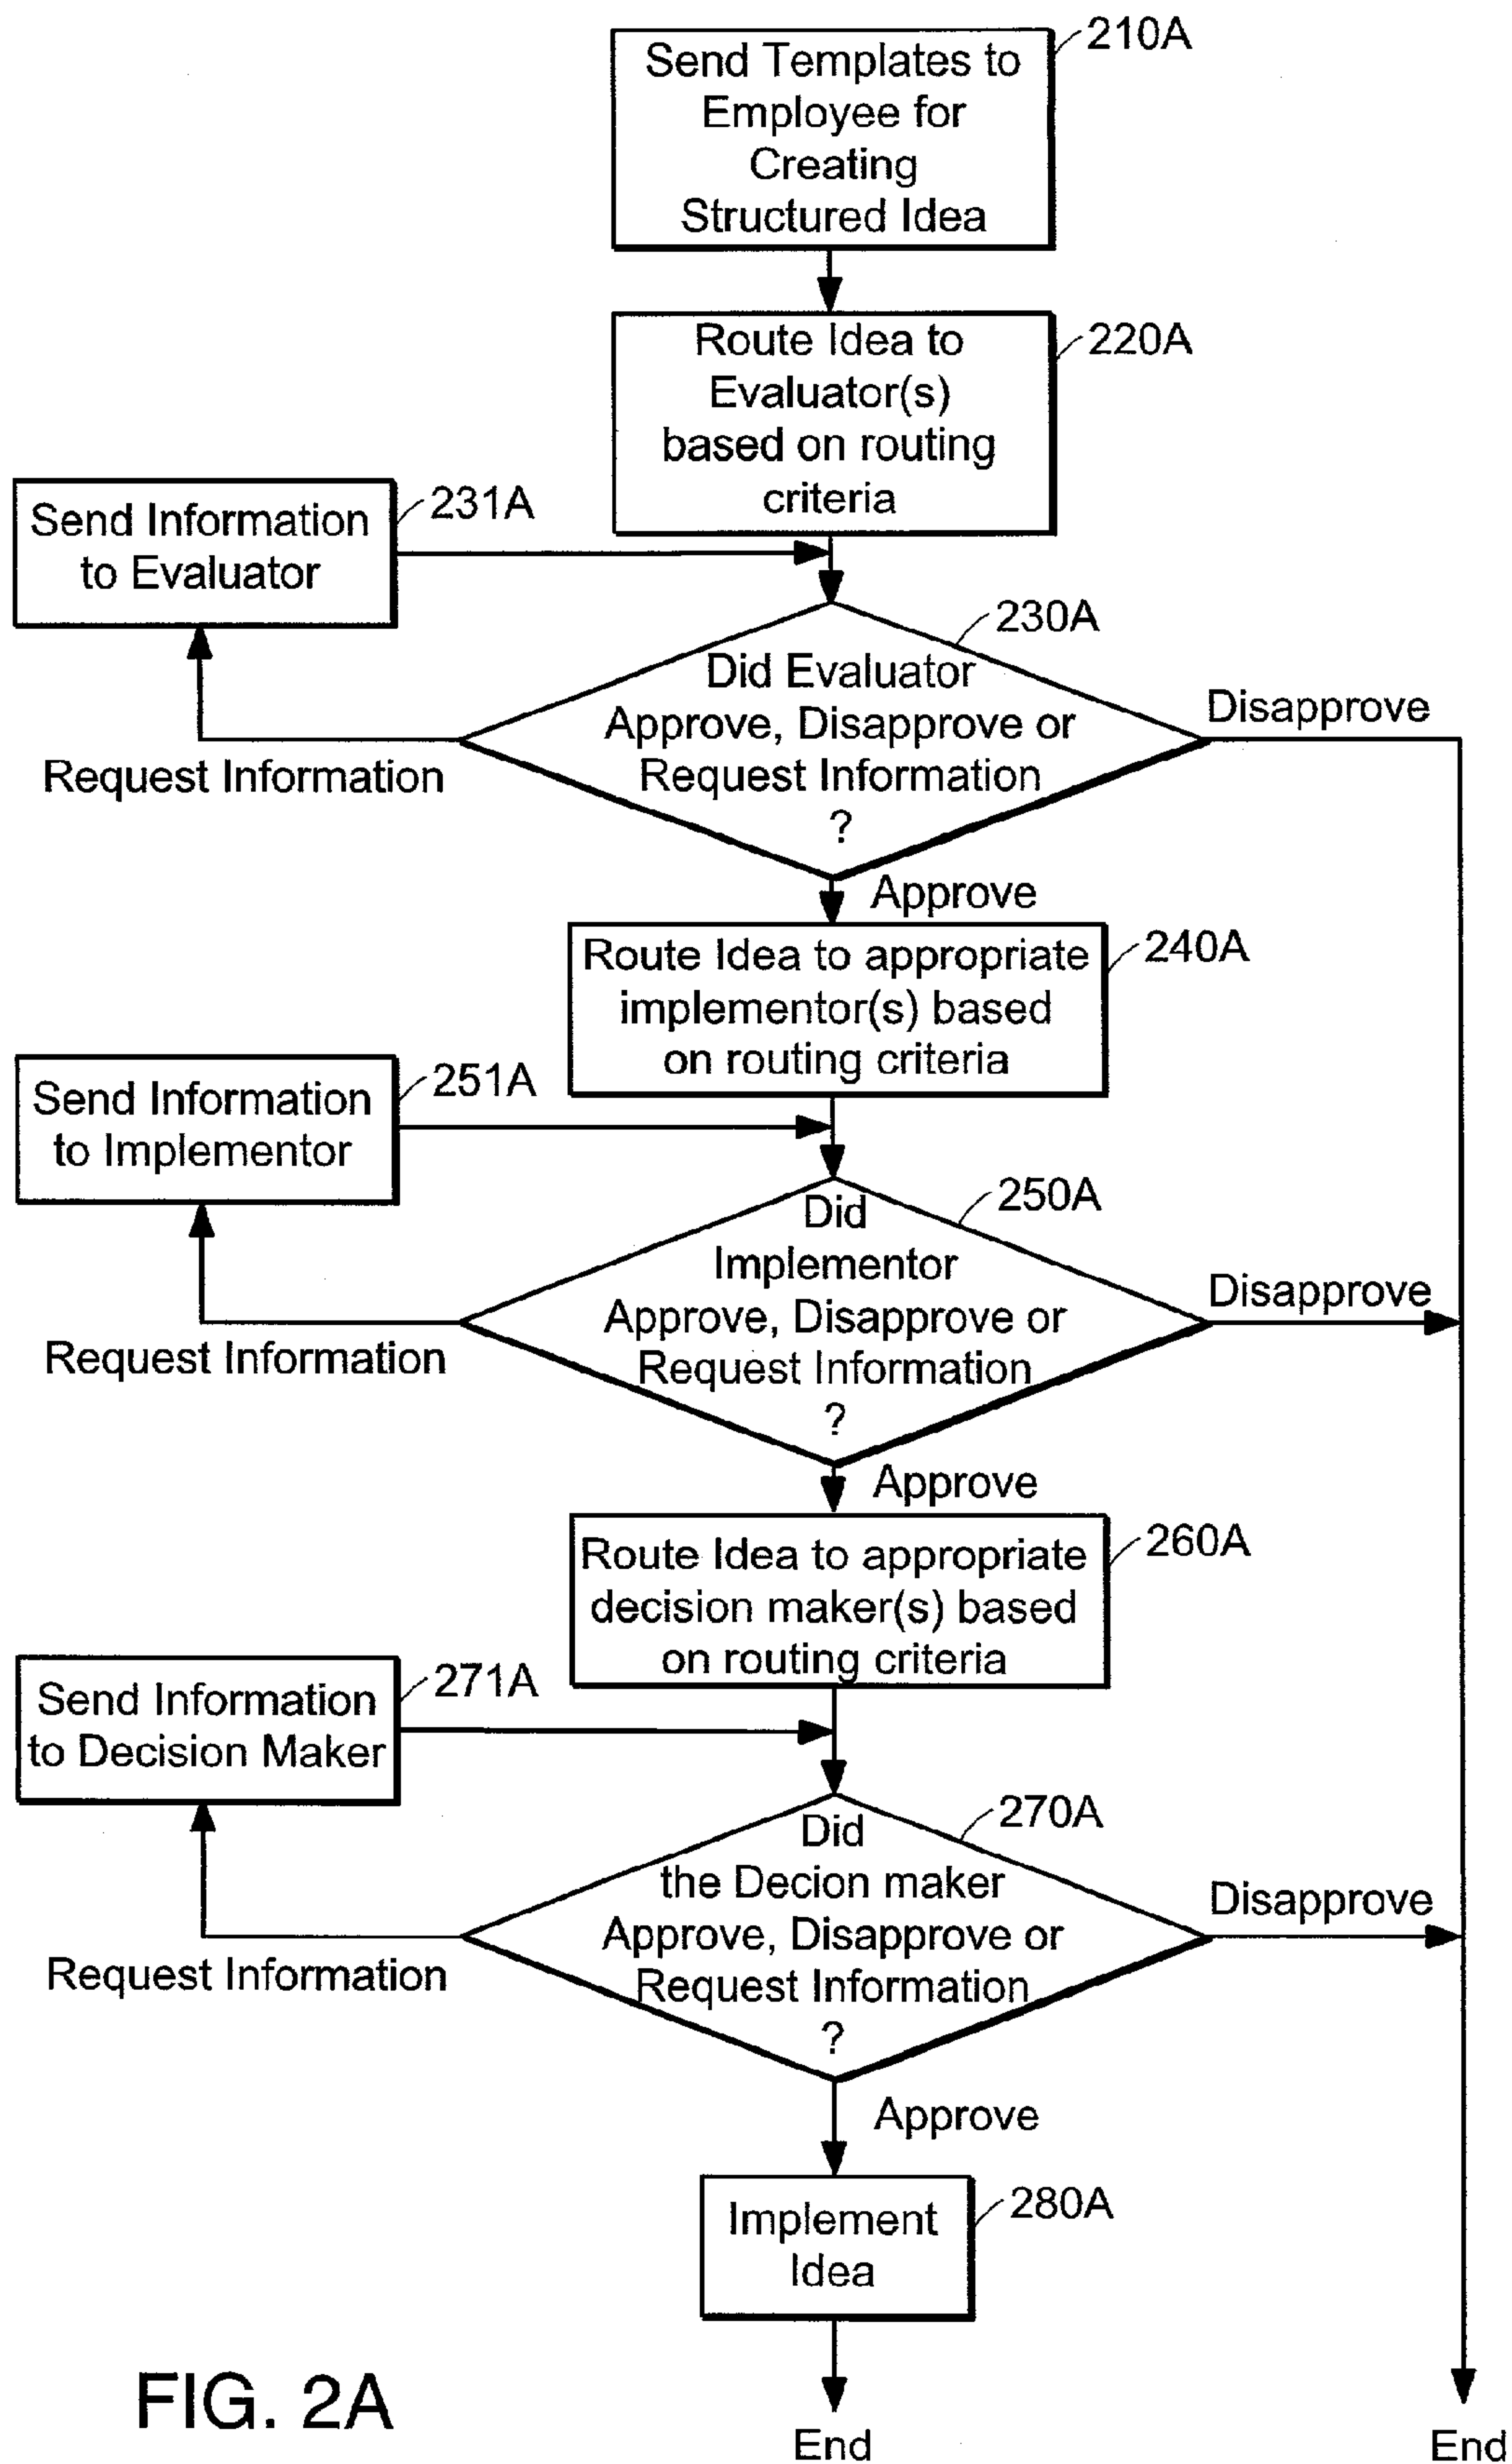 210A
Send Templates to
Employee for
Creating
Structured Idea
220A
Route Idea to
Evaluator(s)
based on routing
criteria
231A
Send Information
to Evaluator
230A
Did Evaluator
Approve, Disapprove or
Request Information
?
Disapprove
Request Information
Approve
240A
Route Idea to appropriate
implementor(s) based
on routing criteria
251A
Send Information
to Implementor
250A
Did
Implementor
Approve, Disapprove or
Request Information
?
Disapprove
Request Information
Approve
260A
Route Idea to appropriate
decision maker(s) based
on routing criteria
271A
Send Information
to Decision Maker
270A
Did
the Decion maker
Approve, Disapprove or
Request Information
?
Disapprove
Request Information
Approve
280A
Implement
Idea
FIG. 2A
End
End